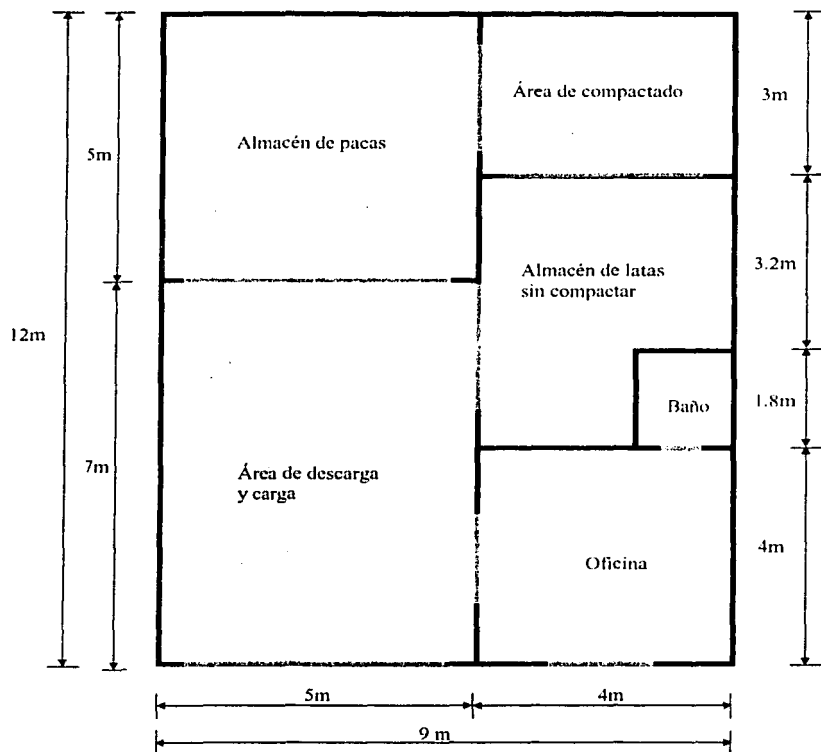 Área de compactado
3m
5m
Almacén de pacas
Almacén de latas
sin compactar
3.2m
12m
1.8m
Baño
7m
Área de descarga
y carga
4m
Oficina
5m
4m
9 m